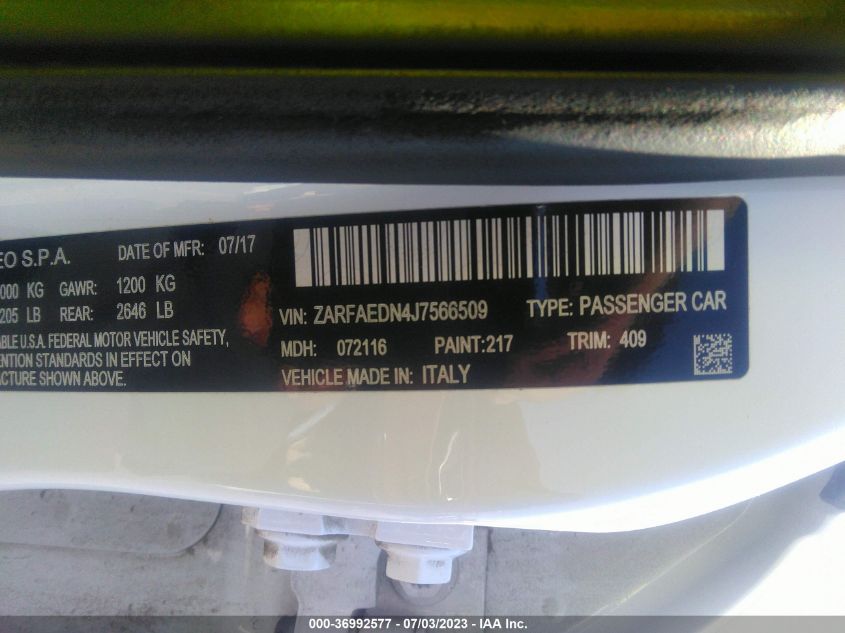 EO S.P.A. DATE OF MFR: 07/17
000 KG GAWR: 1200 KG
205 LB REAR: 2646 LB
ABLE U.S.A. FEDERAL MOTOR VEHICLE SAFETY,
ENTION STANDARDS IN EFFECT ON
ACTURE SHOWN ABOVE.
VIN: ZARFAEDN4J7566509 TYPE: PASSENGER CAR
MDH: 072116 PAINT:217 TRIM: 409
VEHICLE MADE IN: ITALY
000-36992577 - 07/03/2023 - IAA Inc.